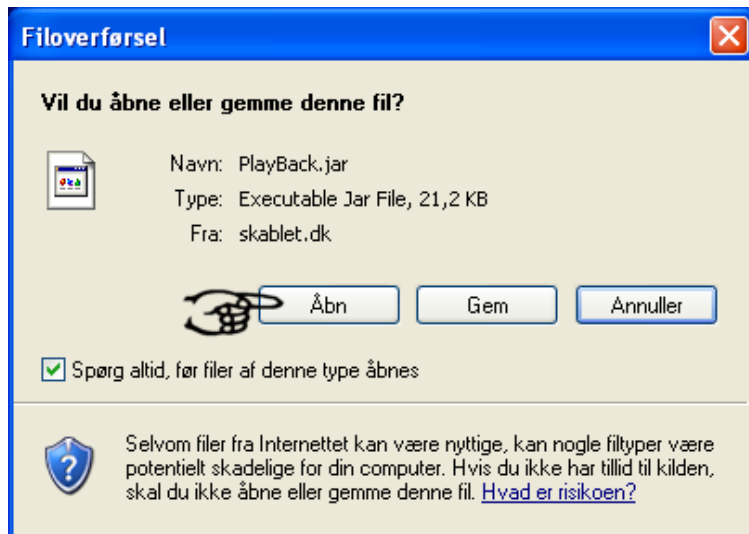 Filoverførsel
Vil du åbne eller gemme denne fil?
Navn: PlayBack.jar
Type: Executable Jar File, 21,2 KB
Fra: skablet.dk
Åbn Gem Annuller
Spørg altid, før filer af denne type åbnes
Selvom filer fra Internettet kan være nyttige, kan nogle filtyper være
potentielt skadelige for din computer. Hvis du ikke har tillid til kilden,
skal du ikke åbne eller gemme denne fil. Hvad er risikoen?